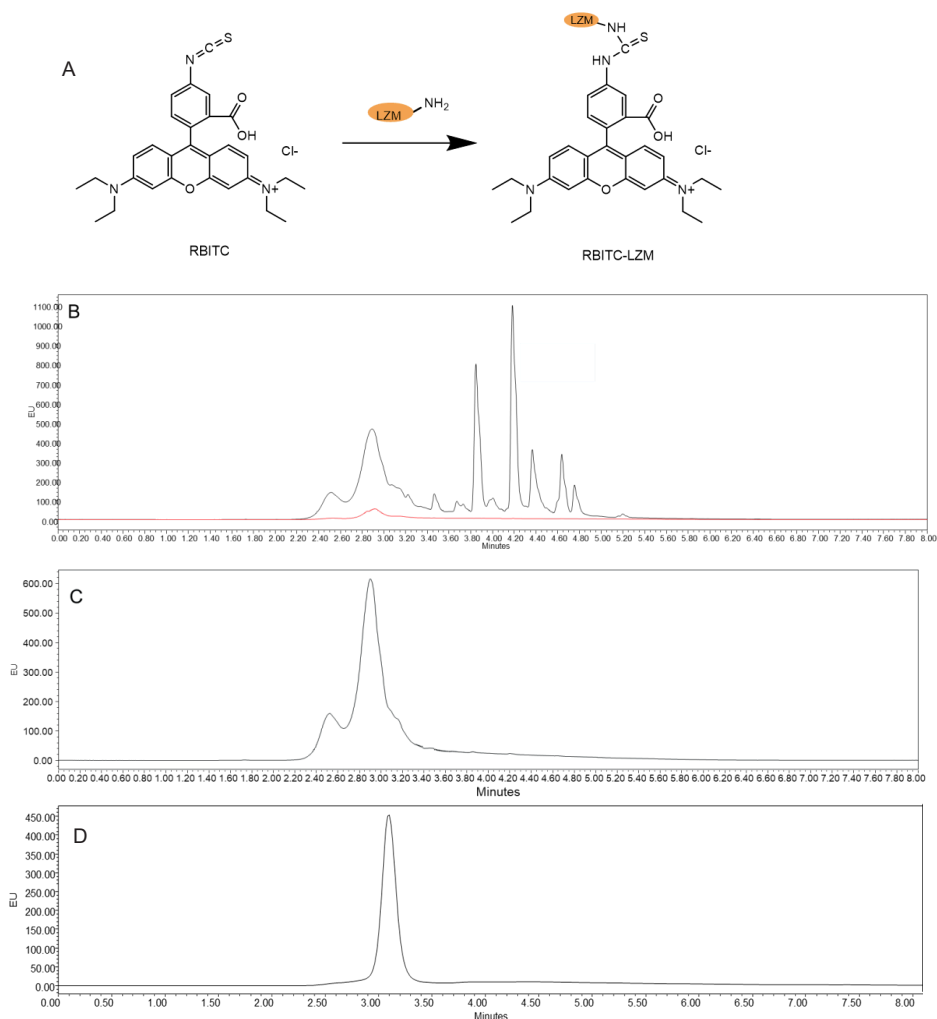 A
N
C
S
O
OH
Cl-
N
O
N+
RBITC
LZM
NH2
LZM
NH
HN
C
S
O
OH
Cl-
N
O
N+
RBITC-LZM
B
EU
1100.00
1000.00
900.00
800.00
700.00
600.00
500.00
400.00
300.00
200.00
100.00
0.00
0.00 0.20 0.40 0.60 0.80 1.00 1.20 1.40 1.60 1.80 2.00 2.20 2.40 2.60 2.80 3.00 3.20 3.40 3.60 3.80 4.00 4.20 4.40 4.60 4.80 5.00 5.20 5.40 5.60 5.80 6.00 6.20 6.40 6.60 6.80 7.00 7.20 7.40 7.60 7.80 8.00
Minutes
C
EU
600.00
500.00
400.00
300.00
200.00
100.00
0.00
0.00 0.20 0.40 0.60 0.80 1.00 1.20 1.40 1.60 1.80 2.00 2.20 2.40 2.60 2.80 3.00 3.20 3.40 3.60 3.80 4.00 4.20 4.40 4.60 4.80 5.00 5.20 5.40 5.60 5.80 6.00 6.20 6.40 6.60 6.80 7.00 7.20 7.40 7.60 7.80 8.00
Minutes
D
EU
450.00
400.00
350.00
300.00
250.00
200.00
150.00
100.00
50.00
0.00
0.00 0.50 1.00 1.50 2.00 2.50 3.00 3.50 4.00 4.50 5.00 5.50 6.00 6.50 7.00 7.50 8.00
Minutes